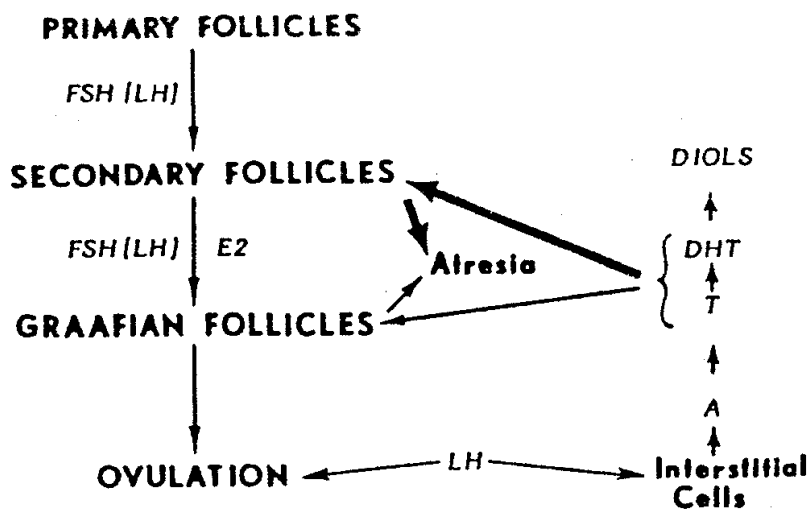 PRIMARY FOLLICLES
FSH [LH]
SECONDARY FOLLICLES
DIOLS
FSH [LH] E2
Atresia
DHT
T
GRAAFIAN FOLLICLES
A
OVULATION
LH
Interstitial
Cells